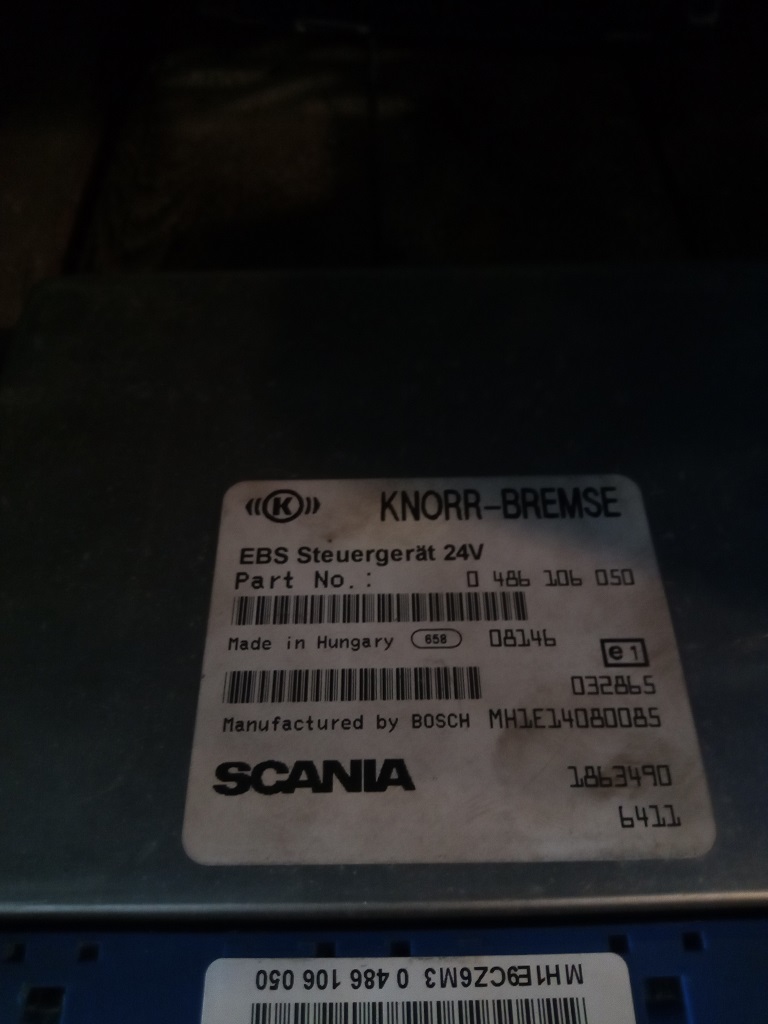 K KNORR-BREMSE
EBS Steuergerät 24V
Part No.: 0 486 106 050
Made in Hungary 658 08146
e1
032865
Manufactured by BOSCH MH1E14080085
SCANIA 1863490
6411
MH1E9CZ6M3 0 486 106 050